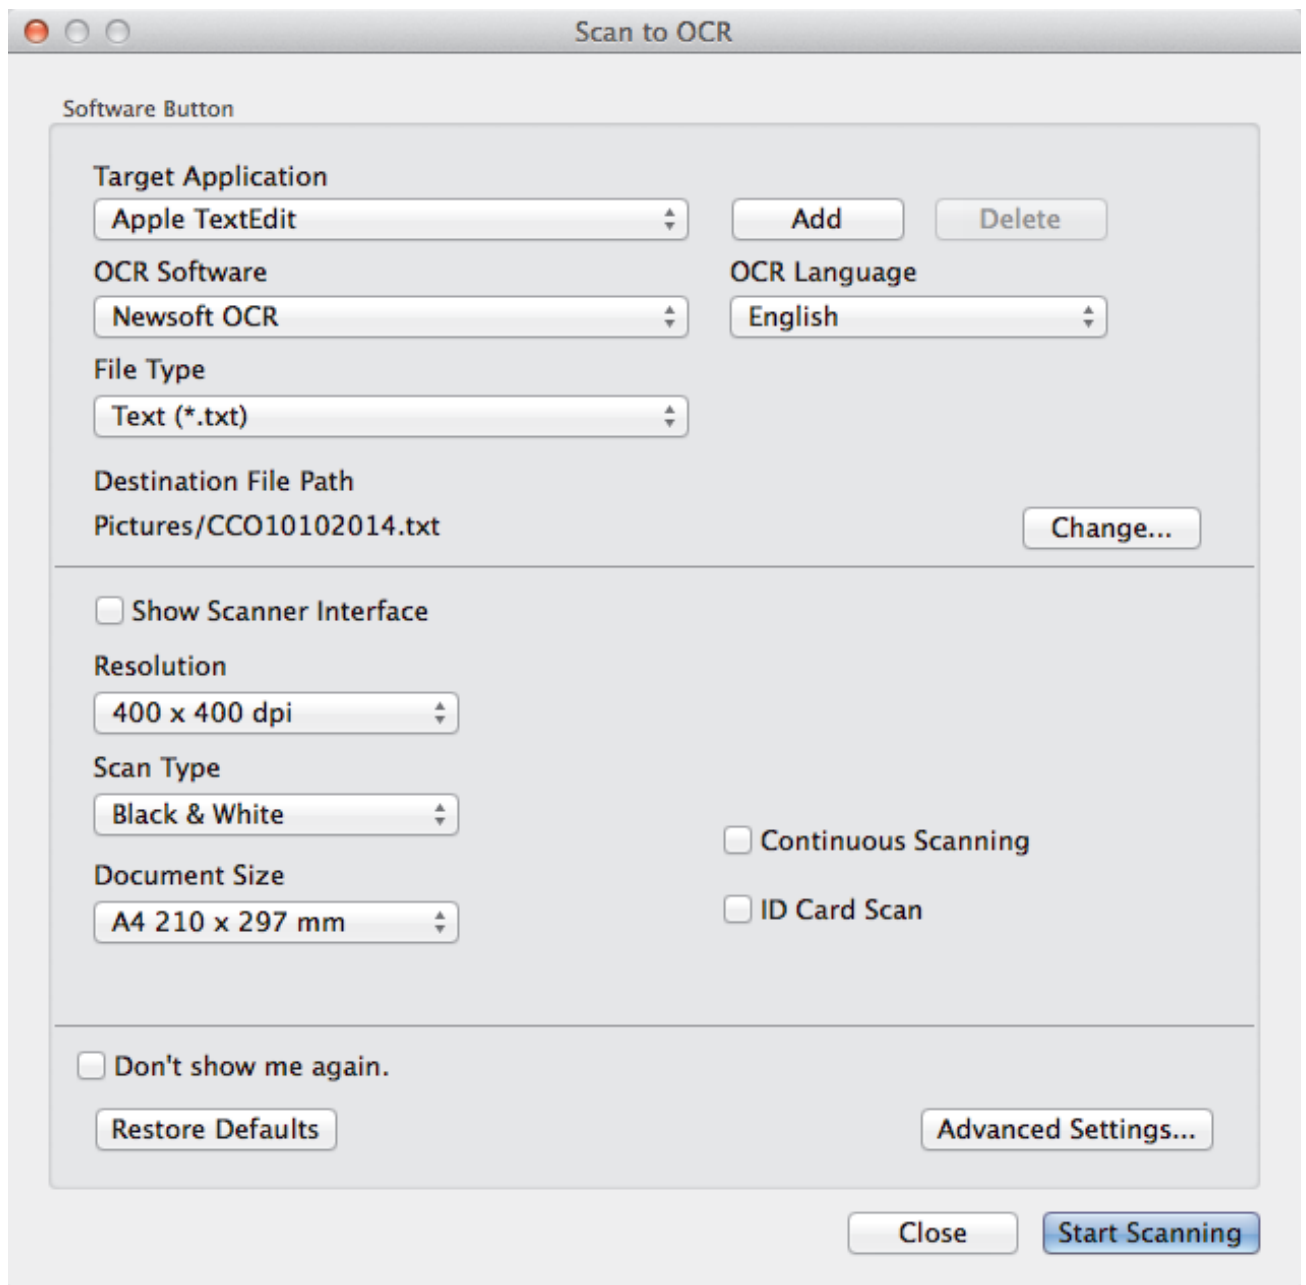 Scan to OCR
Software Button
Target Application
Apple TextEdit
Add
Delete
OCR Software
OCR Language
Newsoft OCR
English
File Type
Text (*.txt)
Destination File Path
Pictures/CCO10102014.txt
Change...
Show Scanner Interface
Resolution
400 x 400 dpi
Scan Type
Black & White
Continuous Scanning
Document Size
ID Card Scan
A4 210 x 297 mm
Don't show me again.
Restore Defaults
Advanced Settings...
Close
Start Scanning